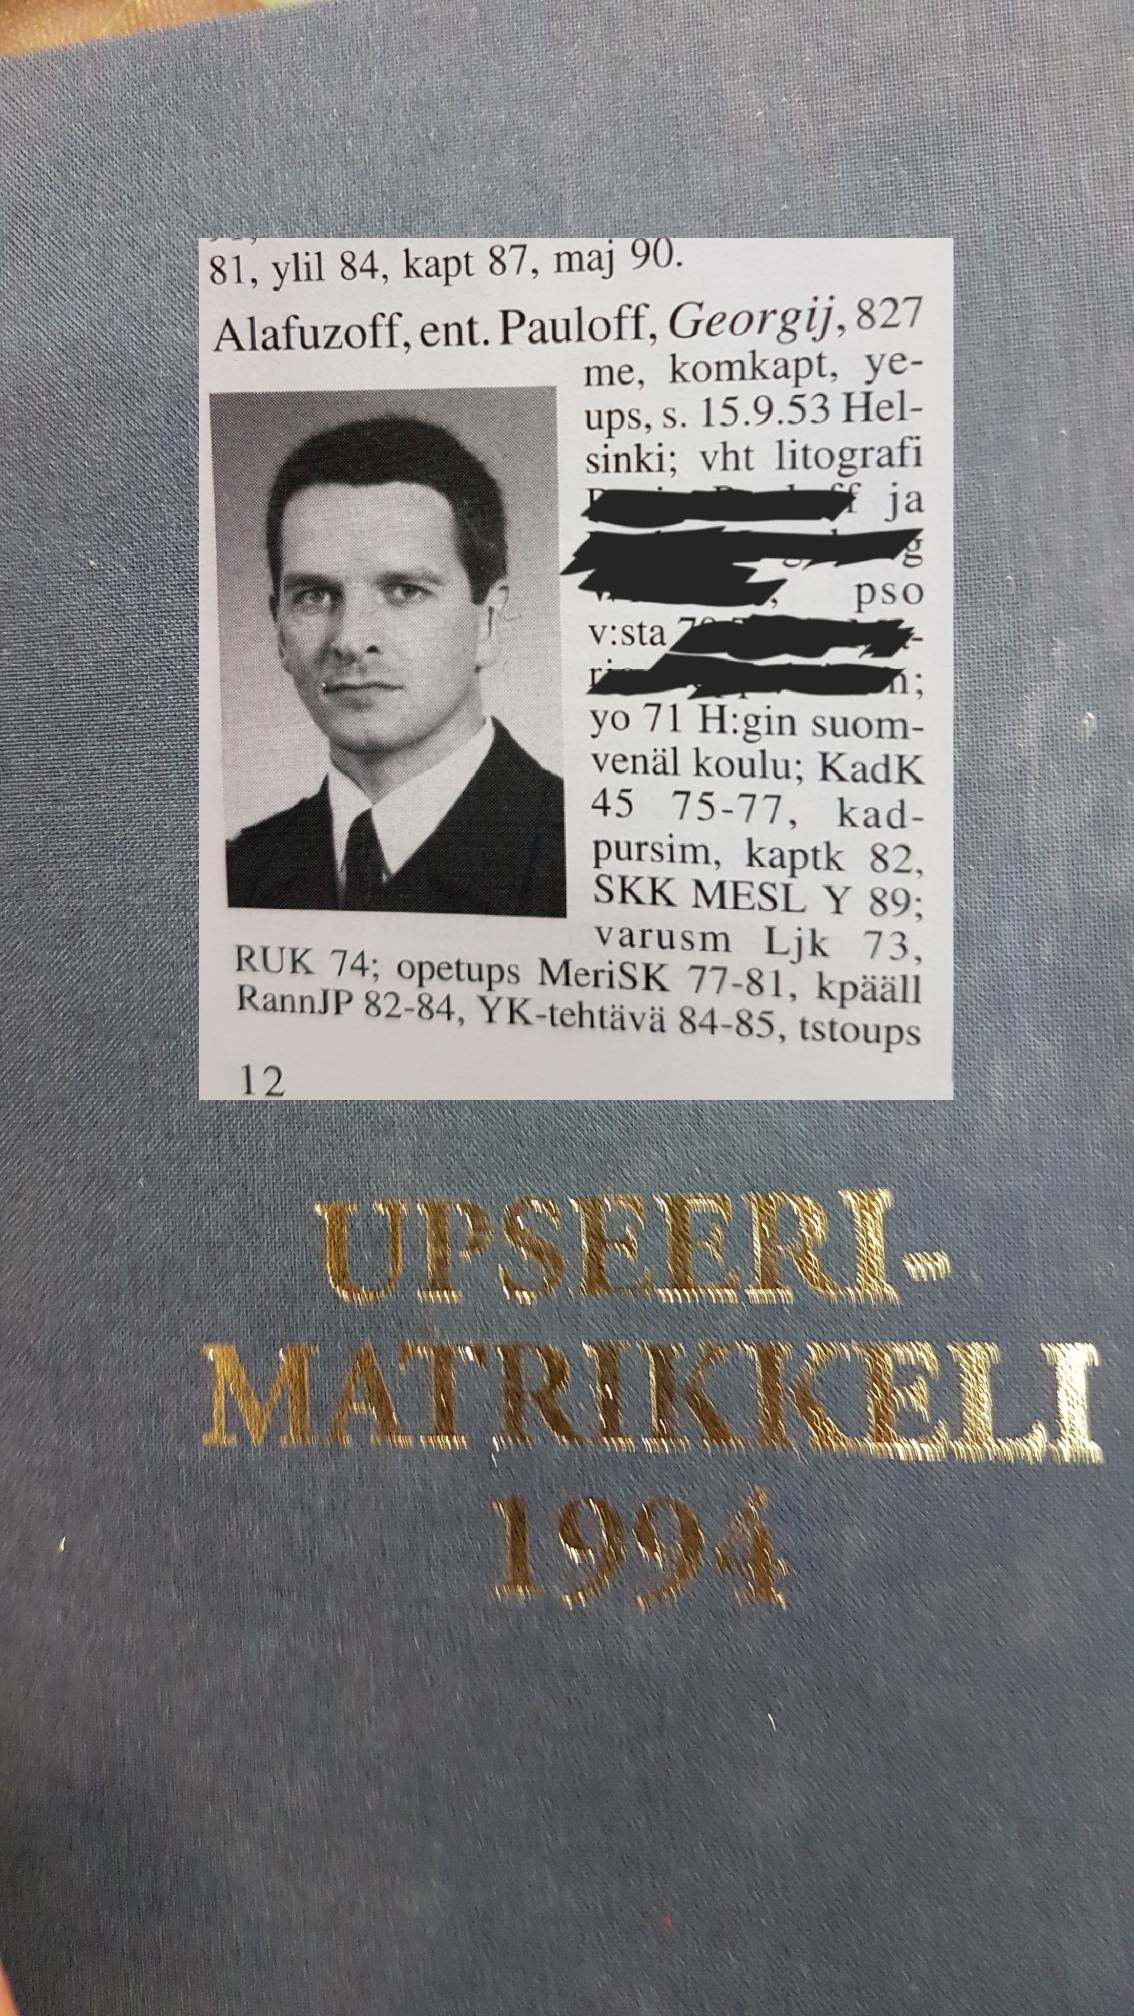 81, ylil 84, kapt 87, maj 90.
Alafuzoff, ent. Pauloff, Georgij, 827
me, komkapt, ye-
ups, s. 15.9.53 Hel-
sinki; vht litografi
ja
pso
v:sta
yo 71 H:gin suom-
venäl koulu; KadK
45 75-77, kad-
pursim, kaptk 82,
SKK MESL Y 89;
varusm Ljk 73,
RUK 74; opetups MeriSK 77-81, kpääll
RannJP 82-84, YK-tehtävä 84-85, tstoups
12
UPSEERI-
MATRIKKELI
1994